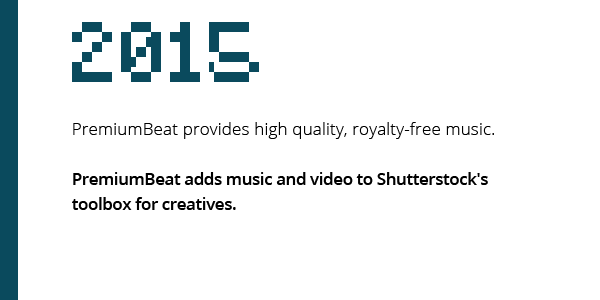 2015
PremiumBeat provides high quality, royalty-free music.
PremiumBeat adds music and video to Shutterstock's
toolbox for creatives.